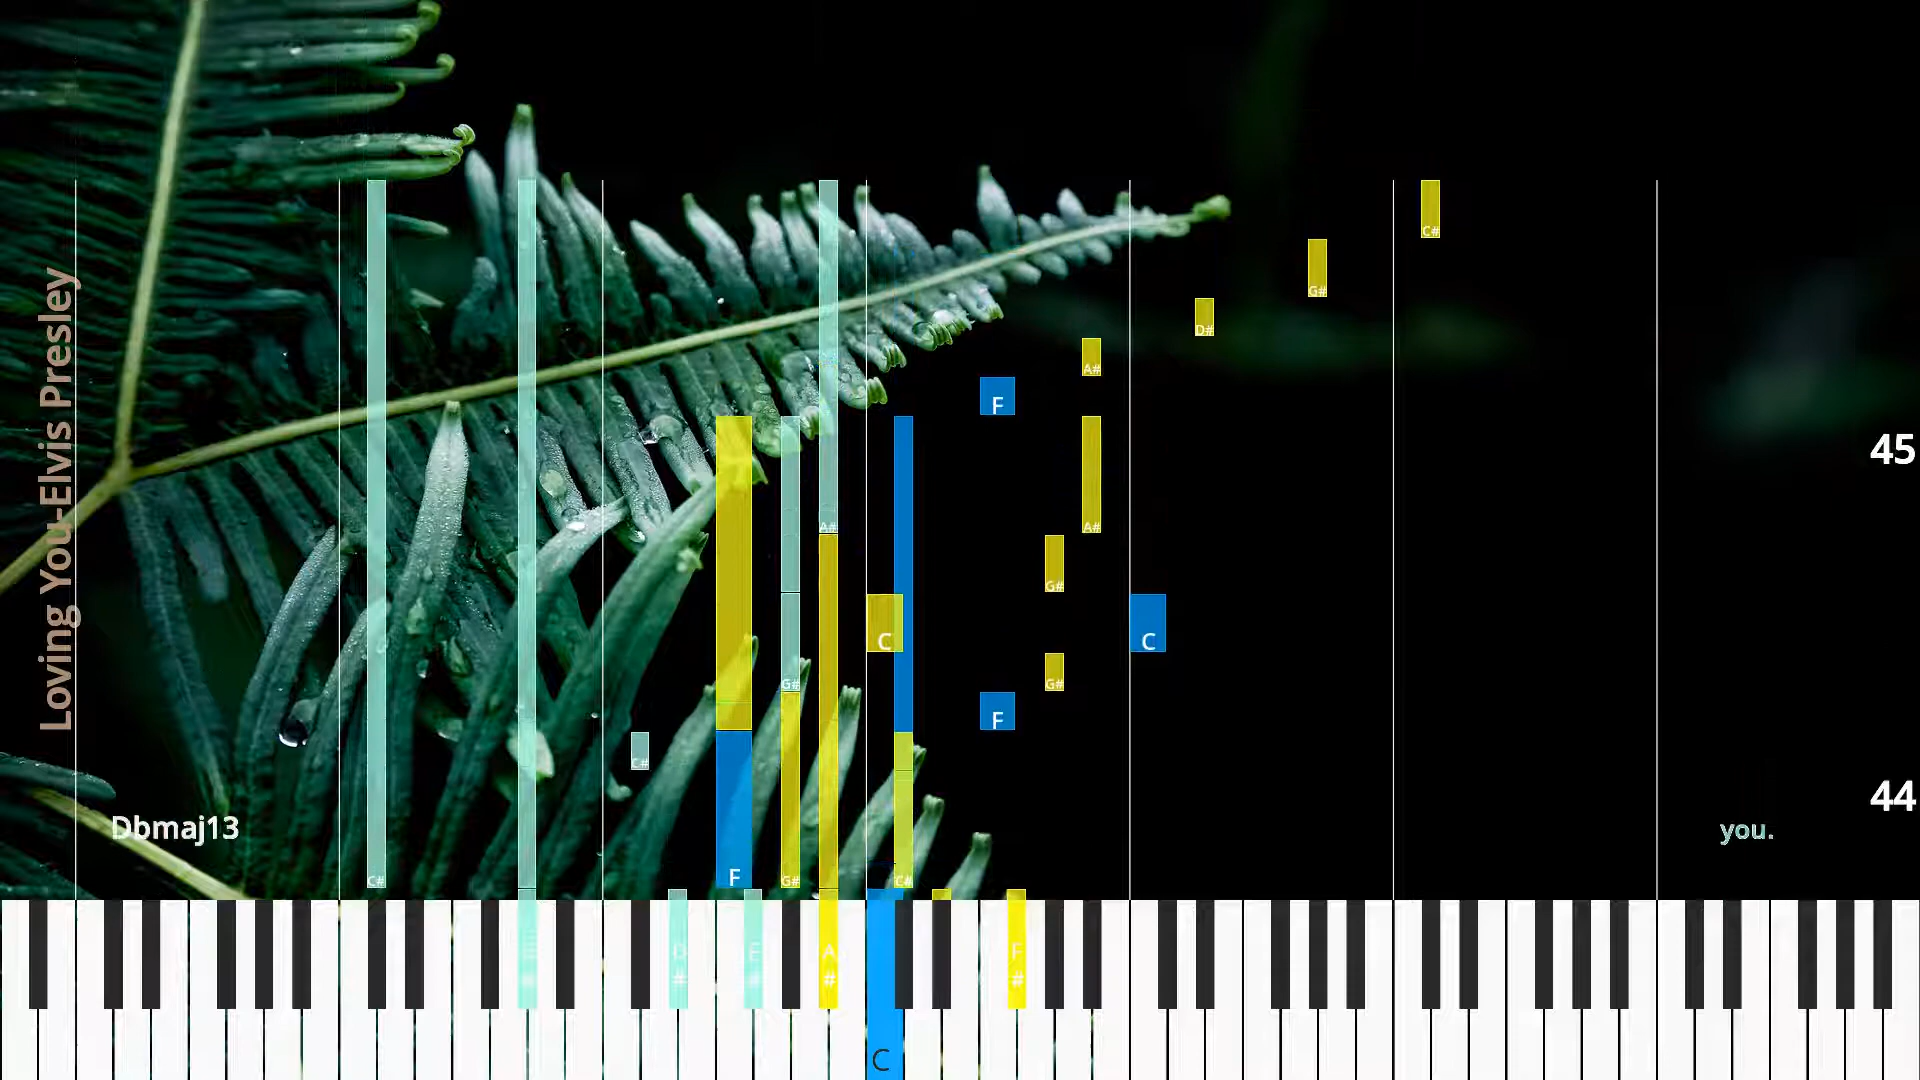 Loving You-Elvis Presley
C#
G#
D#
A#
F
A#
A#
45
G#
C
C
G#
G#
F
C#
44
Dbmaj13
you.
C#
F
G#
C#
D
#
A
#
F
#
C